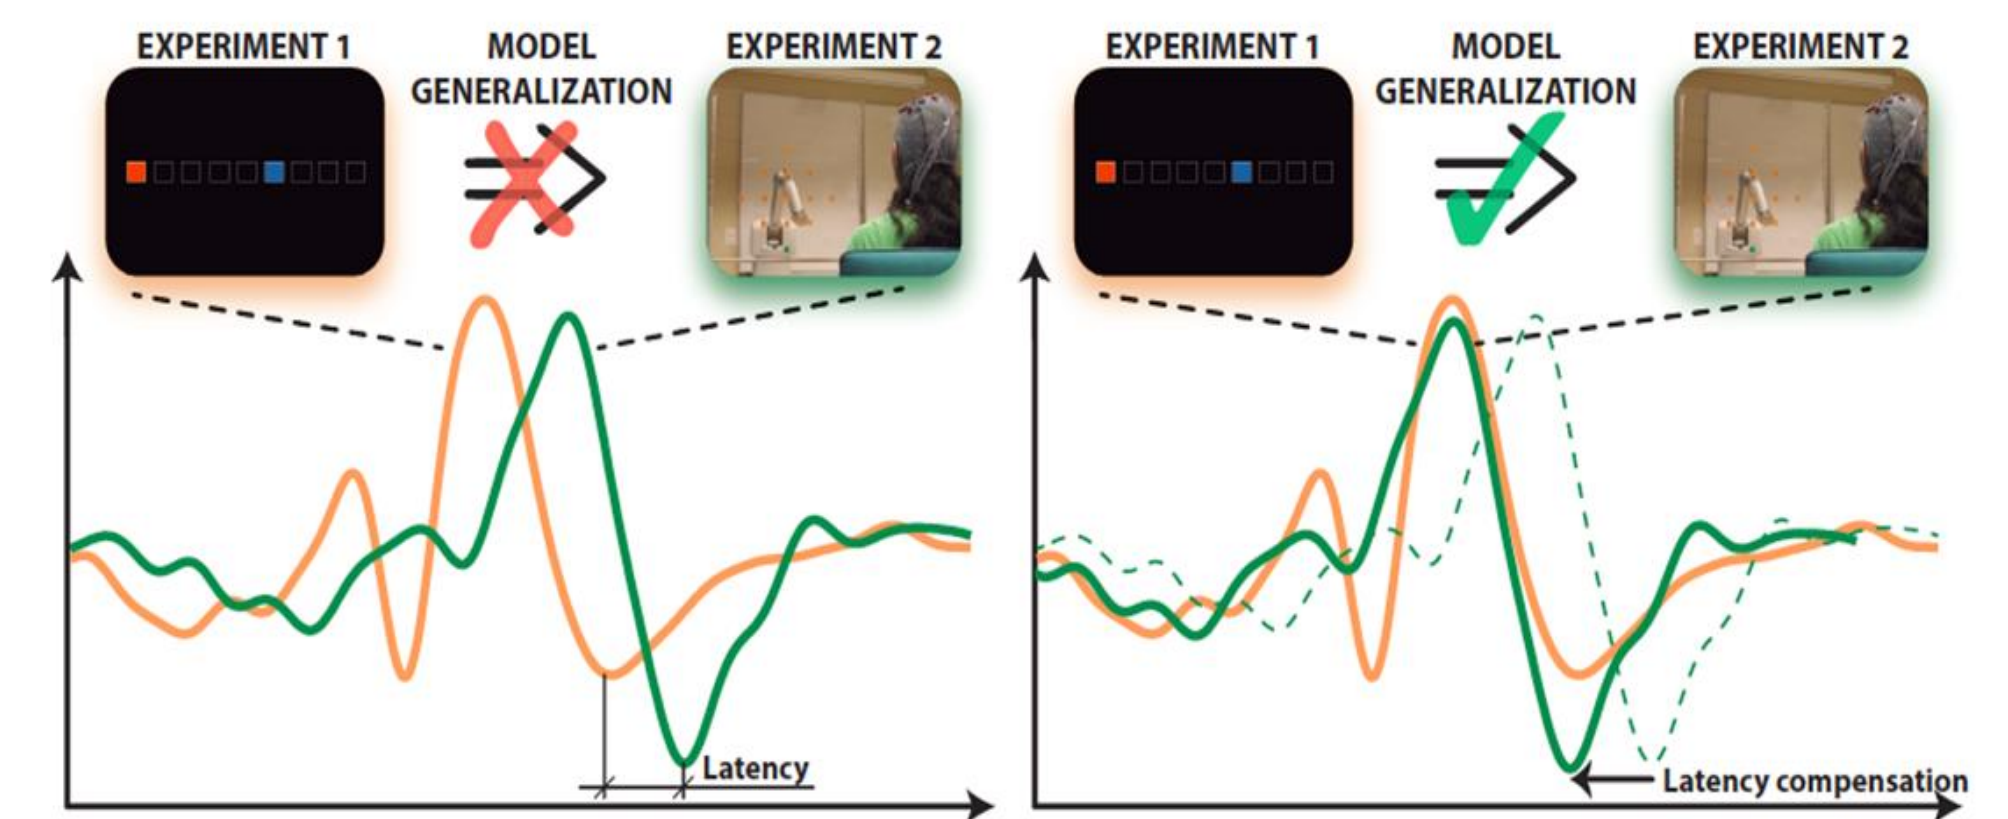 EXPERIMENT 1
MODEL
GENERALIZATION
EXPERIMENT 2
Latency
EXPERIMENT 1
MODEL
GENERALIZATION
EXPERIMENT 2
Latency compensation